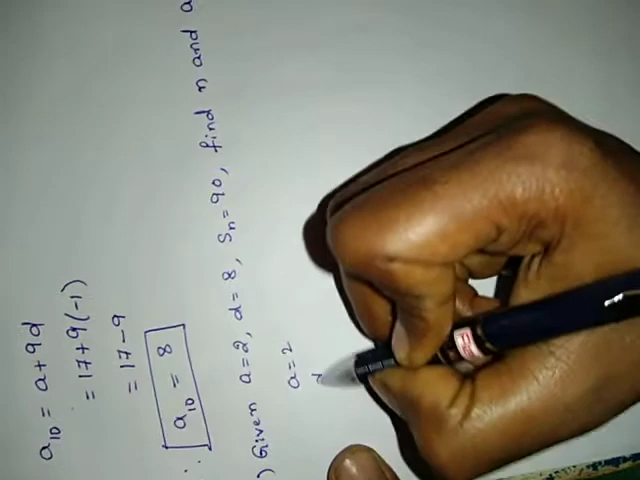 a₁₀ = a+9d
= 17+9(-1)
= 17-9
∴ a₁₀ = 8
) Given a=2, d=8, Sₙ=90, find n and a
a=2